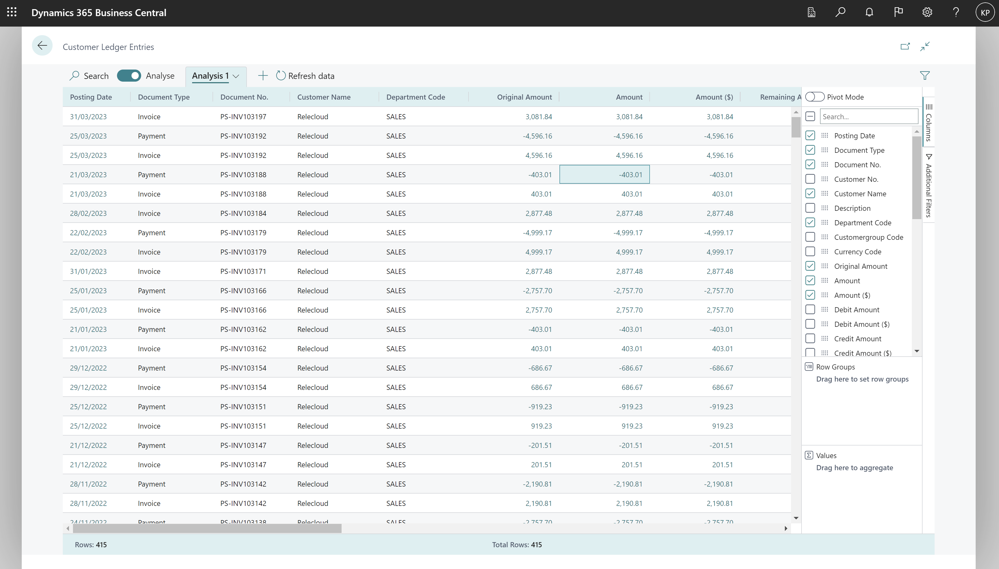 Dynamics 365 Business Central
KP
Customer Ledger Entries
Search Analyse Analysis 1 Refresh data
Posting Date Document Type Document No. Customer Name Department Code Original Amount Amount Amount ($) Remaining A
31/03/2023 Invoice PS-INV103197 Relecloud SALES 3,081.84 3,081.84 3,081.84
25/03/2023 Payment PS-INV103192 Relecloud SALES -4,596.16 -4,596.16 -4,596.16
25/03/2023 Invoice PS-INV103192 Relecloud SALES 4,596.16 4,596.16 4,596.16
21/03/2023 Payment PS-INV103188 Relecloud SALES -403.01 -403.01 -403.01
21/03/2023 Invoice PS-INV103188 Relecloud SALES 403.01 403.01 403.01
28/02/2023 Invoice PS-INV103184 Relecloud SALES 2,877.48 2,877.48 2,877.48
22/02/2023 Payment PS-INV103179 Relecloud SALES -4,999.17 -4,999.17 -4,999.17
22/02/2023 Invoice PS-INV103179 Relecloud SALES 4,999.17 4,999.17 4,999.17
31/01/2023 Invoice PS-INV103171 Relecloud SALES 2,877.48 2,877.48 2,877.48
25/01/2023 Payment PS-INV103166 Relecloud SALES -2,757.70 -2,757.70 -2,757.70
25/01/2023 Invoice PS-INV103166 Relecloud SALES 2,757.70 2,757.70 2,757.70
21/01/2023 Payment PS-INV103162 Relecloud SALES -403.01 -403.01 -403.01
21/01/2023 Invoice PS-INV103162 Relecloud SALES 403.01 403.01 403.01
29/12/2022 Payment PS-INV103154 Relecloud SALES -686.67 -686.67 -686.67
29/12/2022 Invoice PS-INV103154 Relecloud SALES 686.67 686.67 686.67
25/12/2022 Payment PS-INV103151 Relecloud SALES -919.23 -919.23 -919.23
25/12/2022 Invoice PS-INV103151 Relecloud SALES 919.23 919.23 919.23
21/12/2022 Payment PS-INV103147 Relecloud SALES -201.51 -201.51 -201.51
21/12/2022 Invoice PS-INV103147 Relecloud SALES 201.51 201.51 201.51
28/11/2022 Payment PS-INV103142 Relecloud SALES -2,190.81 -2,190.81 -2,190.81
28/11/2022 Invoice PS-INV103142 Relecloud SALES 2,190.81 2,190.81 2,190.81
24/11/2022 Payment PS-INV103138 Relecloud SALES -2,757.70 -2,757.70 -2,757.70
Rows: 415 Total Rows: 415
Pivot Mode
Search...
Posting Date
Document Type
Document No.
Customer No.
Customer Name
Description
Department Code
Customergroup Code
Currency Code
Original Amount
Amount
Amount ($)
Debit Amount
Debit Amount ($)
Credit Amount
Credit Amount ($)
Row Groups
Drag here to set row groups
Values
Drag here to aggregate
Columns
Additional Filters